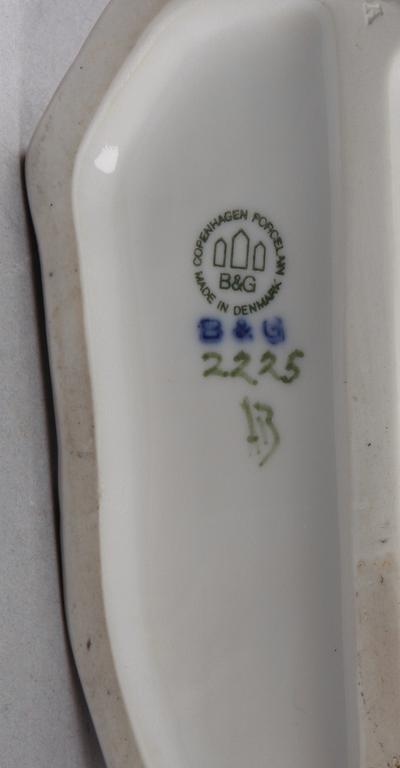 COPENHAGEN PORCELAIN
B&G
MADE IN DENMARK
B & G
2225